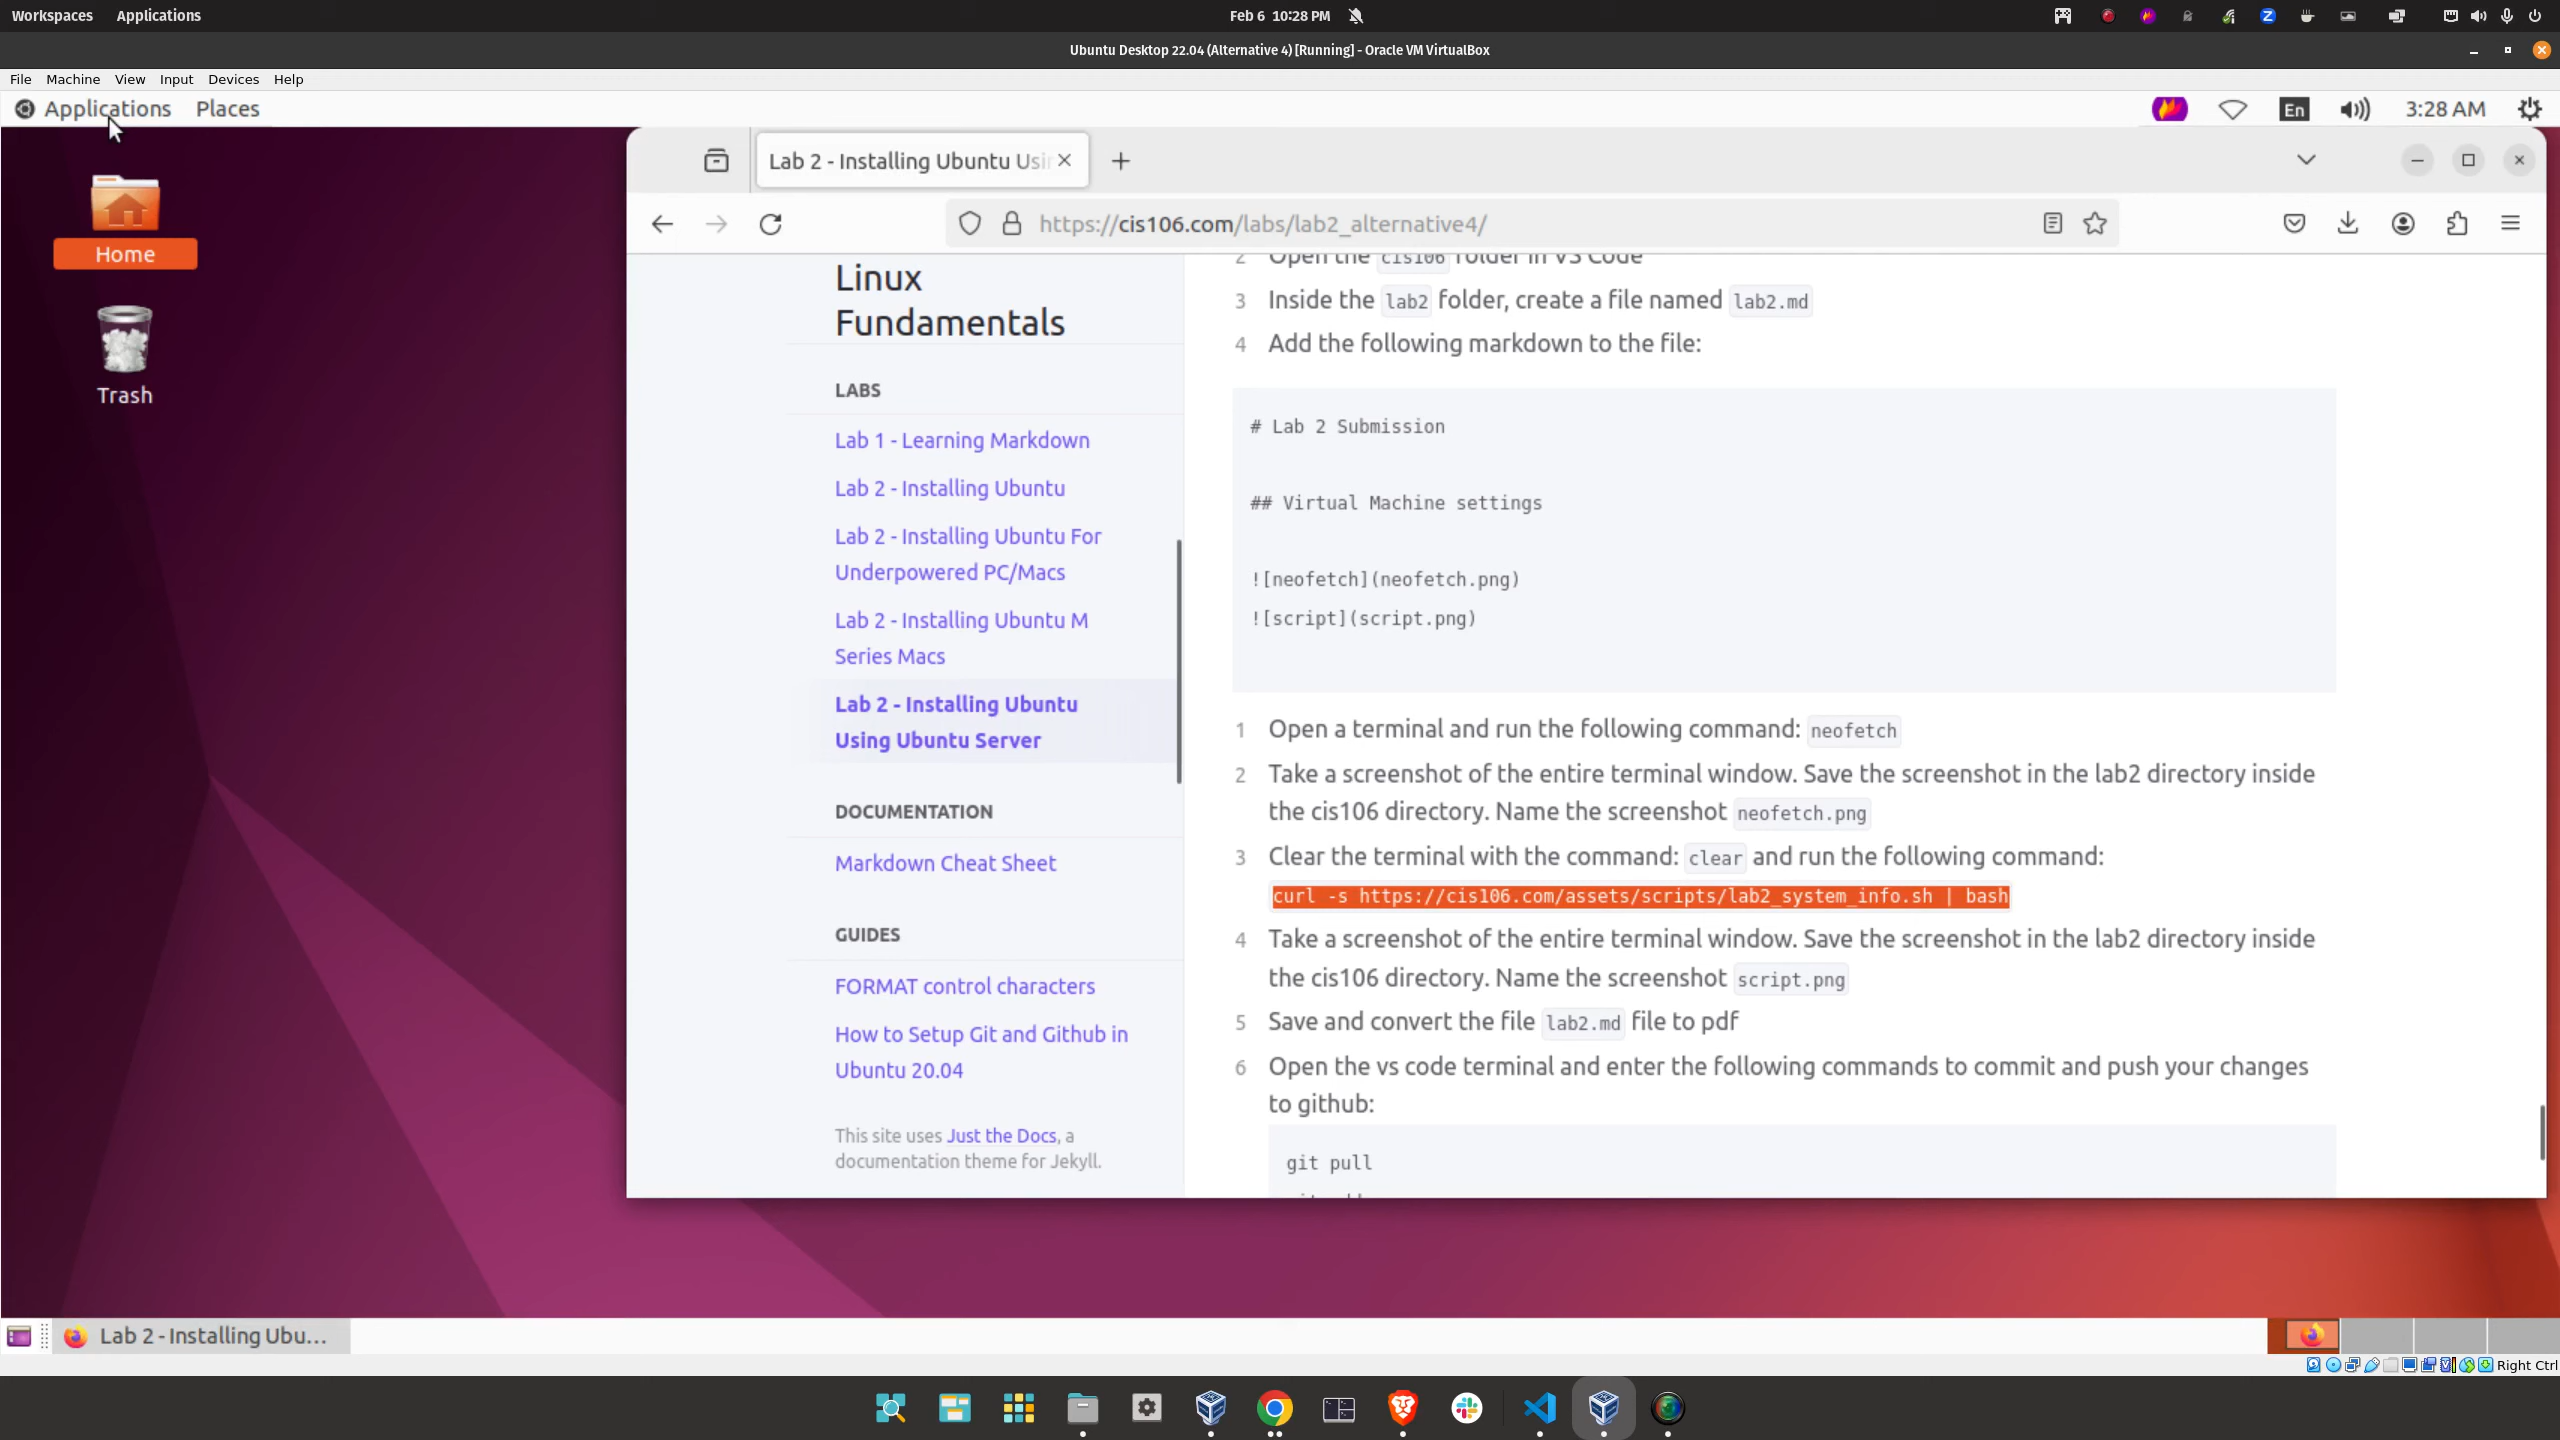 Workspaces Applications Feb 6 10:28 PM
Ubuntu Desktop 22.04 (Alternative 4) [Running] - Oracle VM VirtualBox
File Machine View Input Devices Help
Applications Places En 3:28 AM
Home
Trash
Lab 2 - Installing Ubuntu Usi
https://cis106.com/labs/lab2_alternative4/
Linux
Fundamentals
LABS
Lab 1 - Learning Markdown
Lab 2 - Installing Ubuntu
Lab 2 - Installing Ubuntu For
Underpowered PC/Macs
Lab 2 - Installing Ubuntu M
Series Macs
Lab 2 - Installing Ubuntu
Using Ubuntu Server
DOCUMENTATION
Markdown Cheat Sheet
GUIDES
FORMAT control characters
How to Setup Git and Github in
Ubuntu 20.04
This site uses Just the Docs, a
documentation theme for Jekyll.
2 Open the cis106 folder in VS Code
3 Inside the lab2 folder, create a file named lab2.md
4 Add the following markdown to the file:
# Lab 2 Submission
## Virtual Machine settings
![neofetch](neofetch.png)
![script](script.png)
1 Open a terminal and run the following command: neofetch
2 Take a screenshot of the entire terminal window. Save the screenshot in the lab2 directory inside
the cis106 directory. Name the screenshot neofetch.png
3 Clear the terminal with the command: clear and run the following command:
curl -s https://cis106.com/assets/scripts/lab2_system_info.sh | bash
4 Take a screenshot of the entire terminal window. Save the screenshot in the lab2 directory inside
the cis106 directory. Name the screenshot script.png
5 Save and convert the file lab2.md file to pdf
6 Open the vs code terminal and enter the following commands to commit and push your changes
to github:
git pull
Lab 2 - Installing Ubu...
Right Ctrl